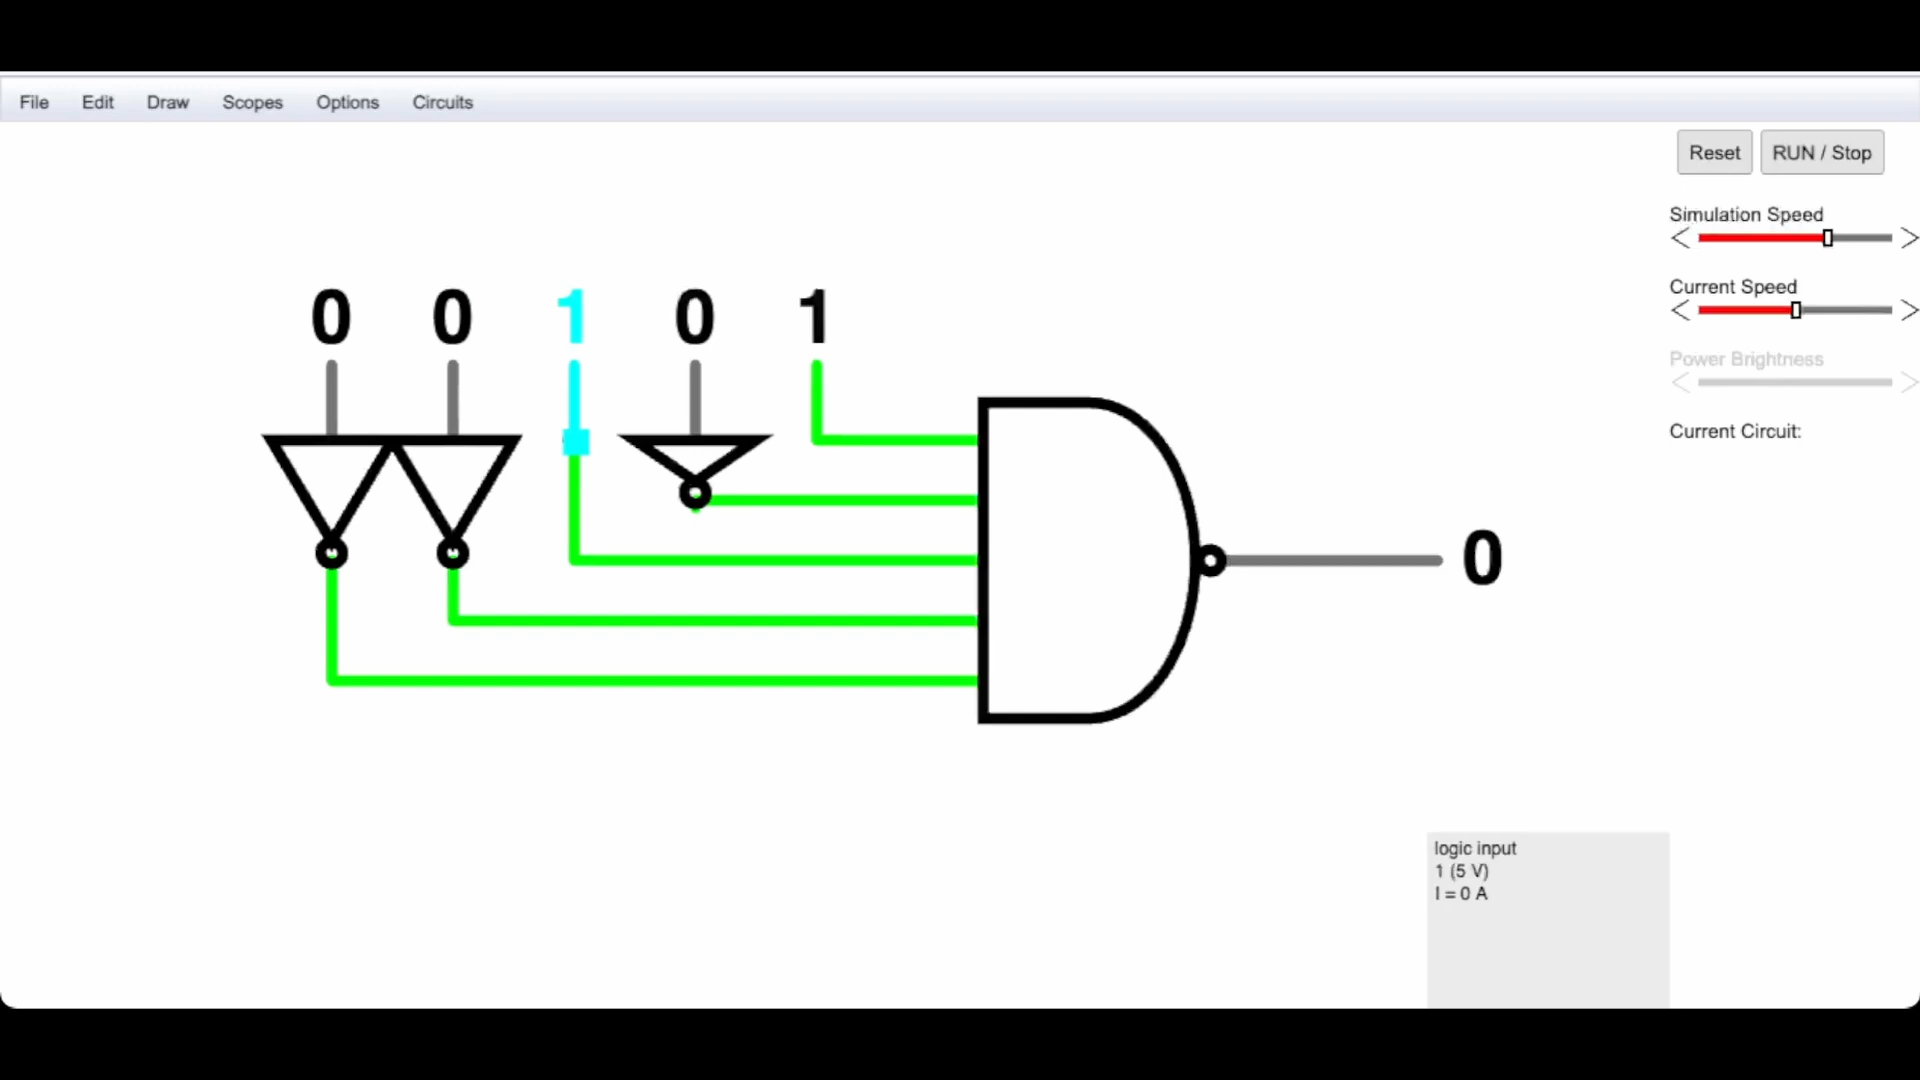 File Edit Draw Scopes Options Circuits
Reset RUN / Stop
Simulation Speed
Current Speed
Power Brightness
Current Circuit:
0 0 1 0 1
0
logic input
1 (5 V)
I = 0 A